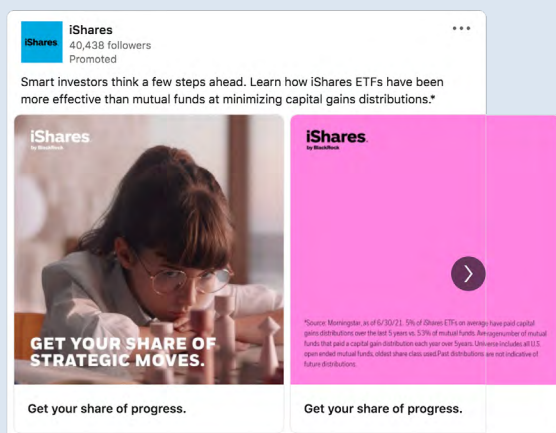 iShares
iShares
40,438 followers
Promoted
Smart investors think a few steps ahead. Learn how iShares ETFs have been
more effective than mutual funds at minimizing capital gains distributions.*
iShares
by BlackRock
GET YOUR SHARE OF
STRATEGIC MOVES.
Get your share of progress.
iShares
by BlackRock
*Source: Morningstar, as of 6/30/21. 5% of iShares ETFs on average have paid capital
gains distributions over the last 5 years vs. 53% of mutual funds. Averagenumber of mutual
funds that paid a capital gain distribution each year over 5years. Universe includes all U.S.
open ended mutual funds, oldest share class used.Past distributions are not indicative of
future distributions.
Get your share of progress.